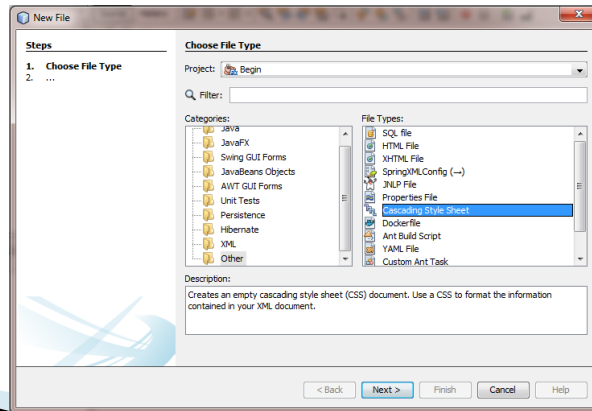 New File
Steps
1. Choose File Type
2. ...
Choose File Type
Project: Begin
Filter:
Categories:
Java
JavaFX
Swing GUI Forms
JavaBeans Objects
AWT GUI Forms
Unit Tests
Persistence
Hibernate
XML
Other
File Types:
SQL file
HTML File
XHTML File
SpringXMLConfig (→)
JNLP File
Properties File
Cascading Style Sheet
Dockerfile
Ant Build Script
YAML File
Custom Ant Task
Description:
Creates an empty cascading style sheet (CSS) document. Use a CSS to format the information
contained in your XML document.
< Back Next > Finish Cancel Help